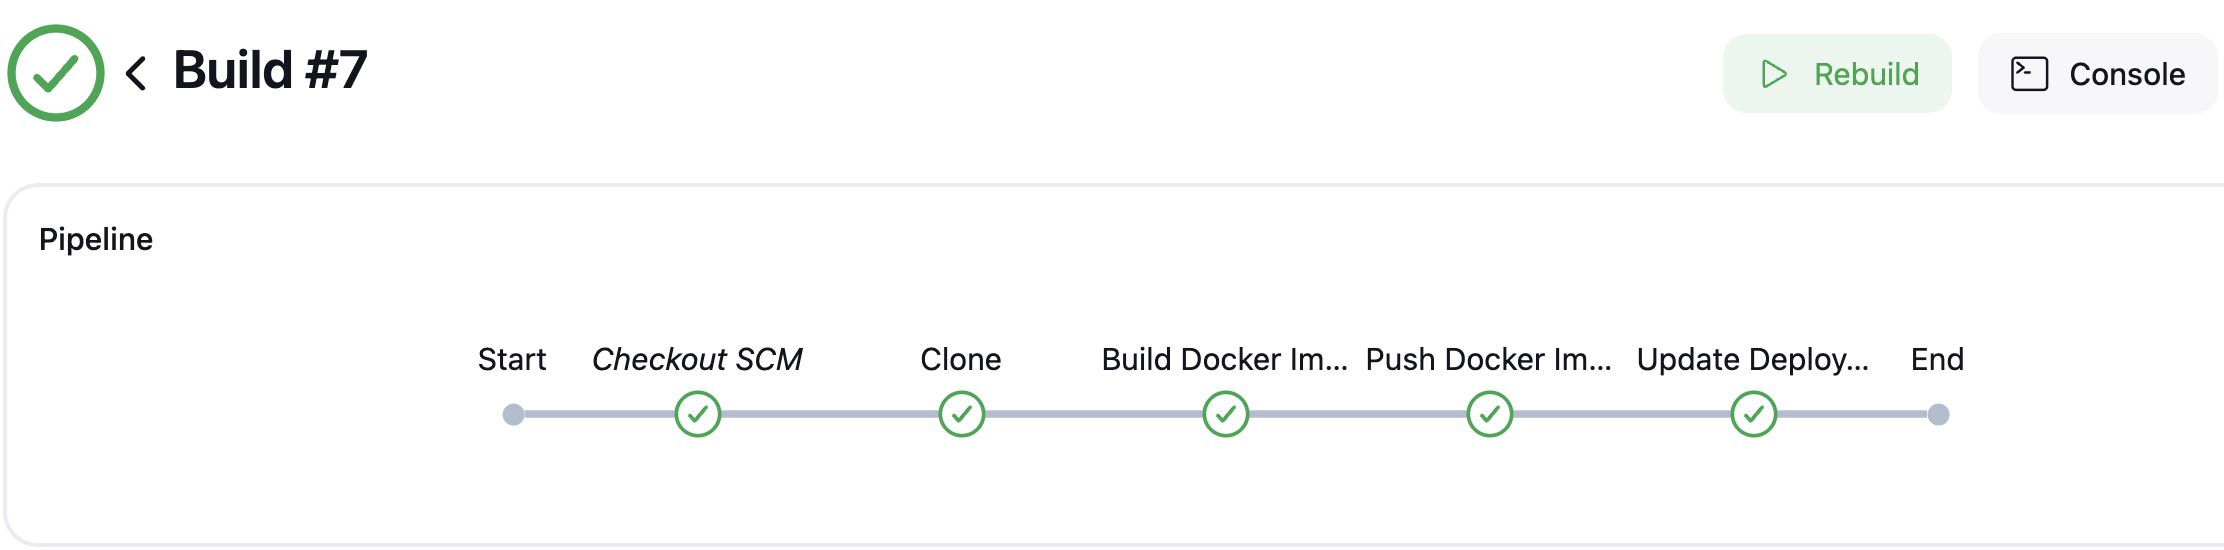 Build #7
Rebuild
Console
Pipeline
Start
Checkout SCM
Clone
Build Docker Im...
Push Docker Im...
Update Deploy...
End